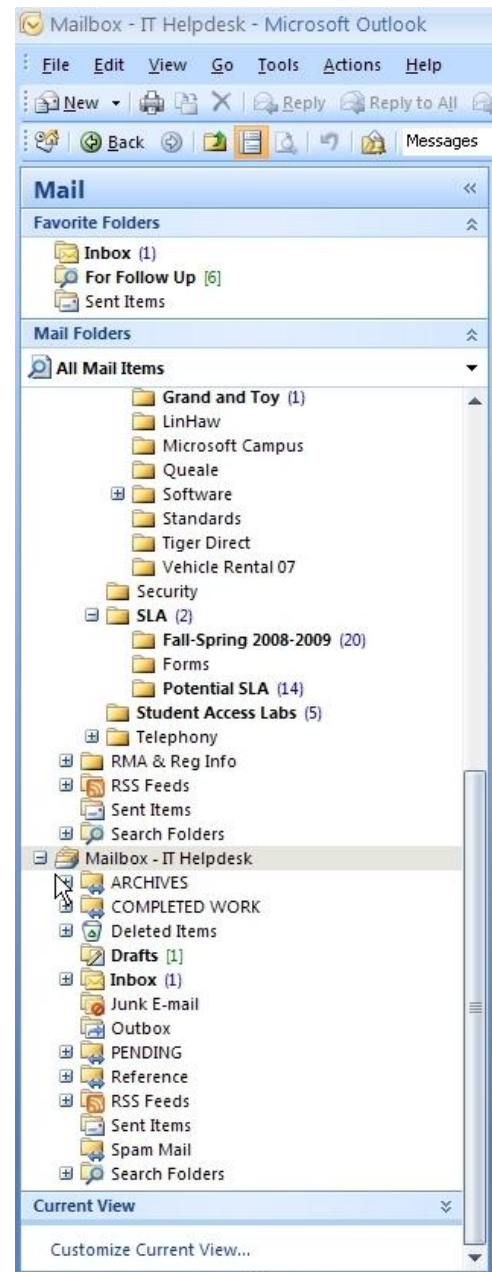 Mailbox - IT Helpdesk - Microsoft Outlook
File Edit View Go Tools Actions Help
New Reply Reply to All
Back Messages
Mail
Favorite Folders
Inbox (1)
For Follow Up [6]
Sent Items
Mail Folders
All Mail Items
Grand and Toy (1)
LinHaw
Microsoft Campus
Queale
Software
Standards
Tiger Direct
Vehicle Rental 07
Security
SLA (2)
Fall-Spring 2008-2009 (20)
Forms
Potential SLA (14)
Student Access Labs (5)
Telephony
RMA & Reg Info
RSS Feeds
Sent Items
Search Folders
Mailbox - IT Helpdesk
ARCHIVES
COMPLETED WORK
Deleted Items
Drafts [1]
Inbox (1)
Junk E-mail
Outbox
PENDING
Reference
RSS Feeds
Sent Items
Spam Mail
Search Folders
Current View
Customize Current View...